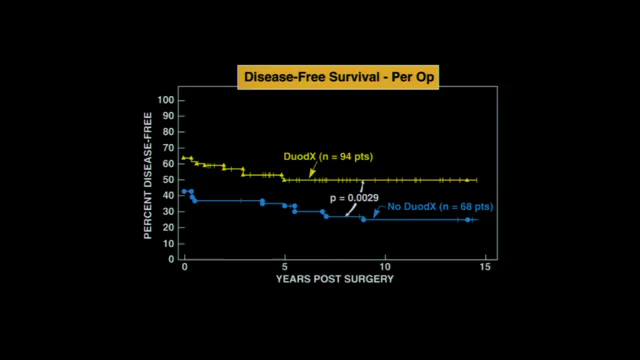 Disease-Free Survival - Per Op
PERCENT DISEASE-FREE
100
90
80
70
60
50
40
30
20
10
0
DuodX (n = 94 pts)
p = 0.0029
No DuodX (n = 68 pts)
0
5
10
15
YEARS POST SURGERY